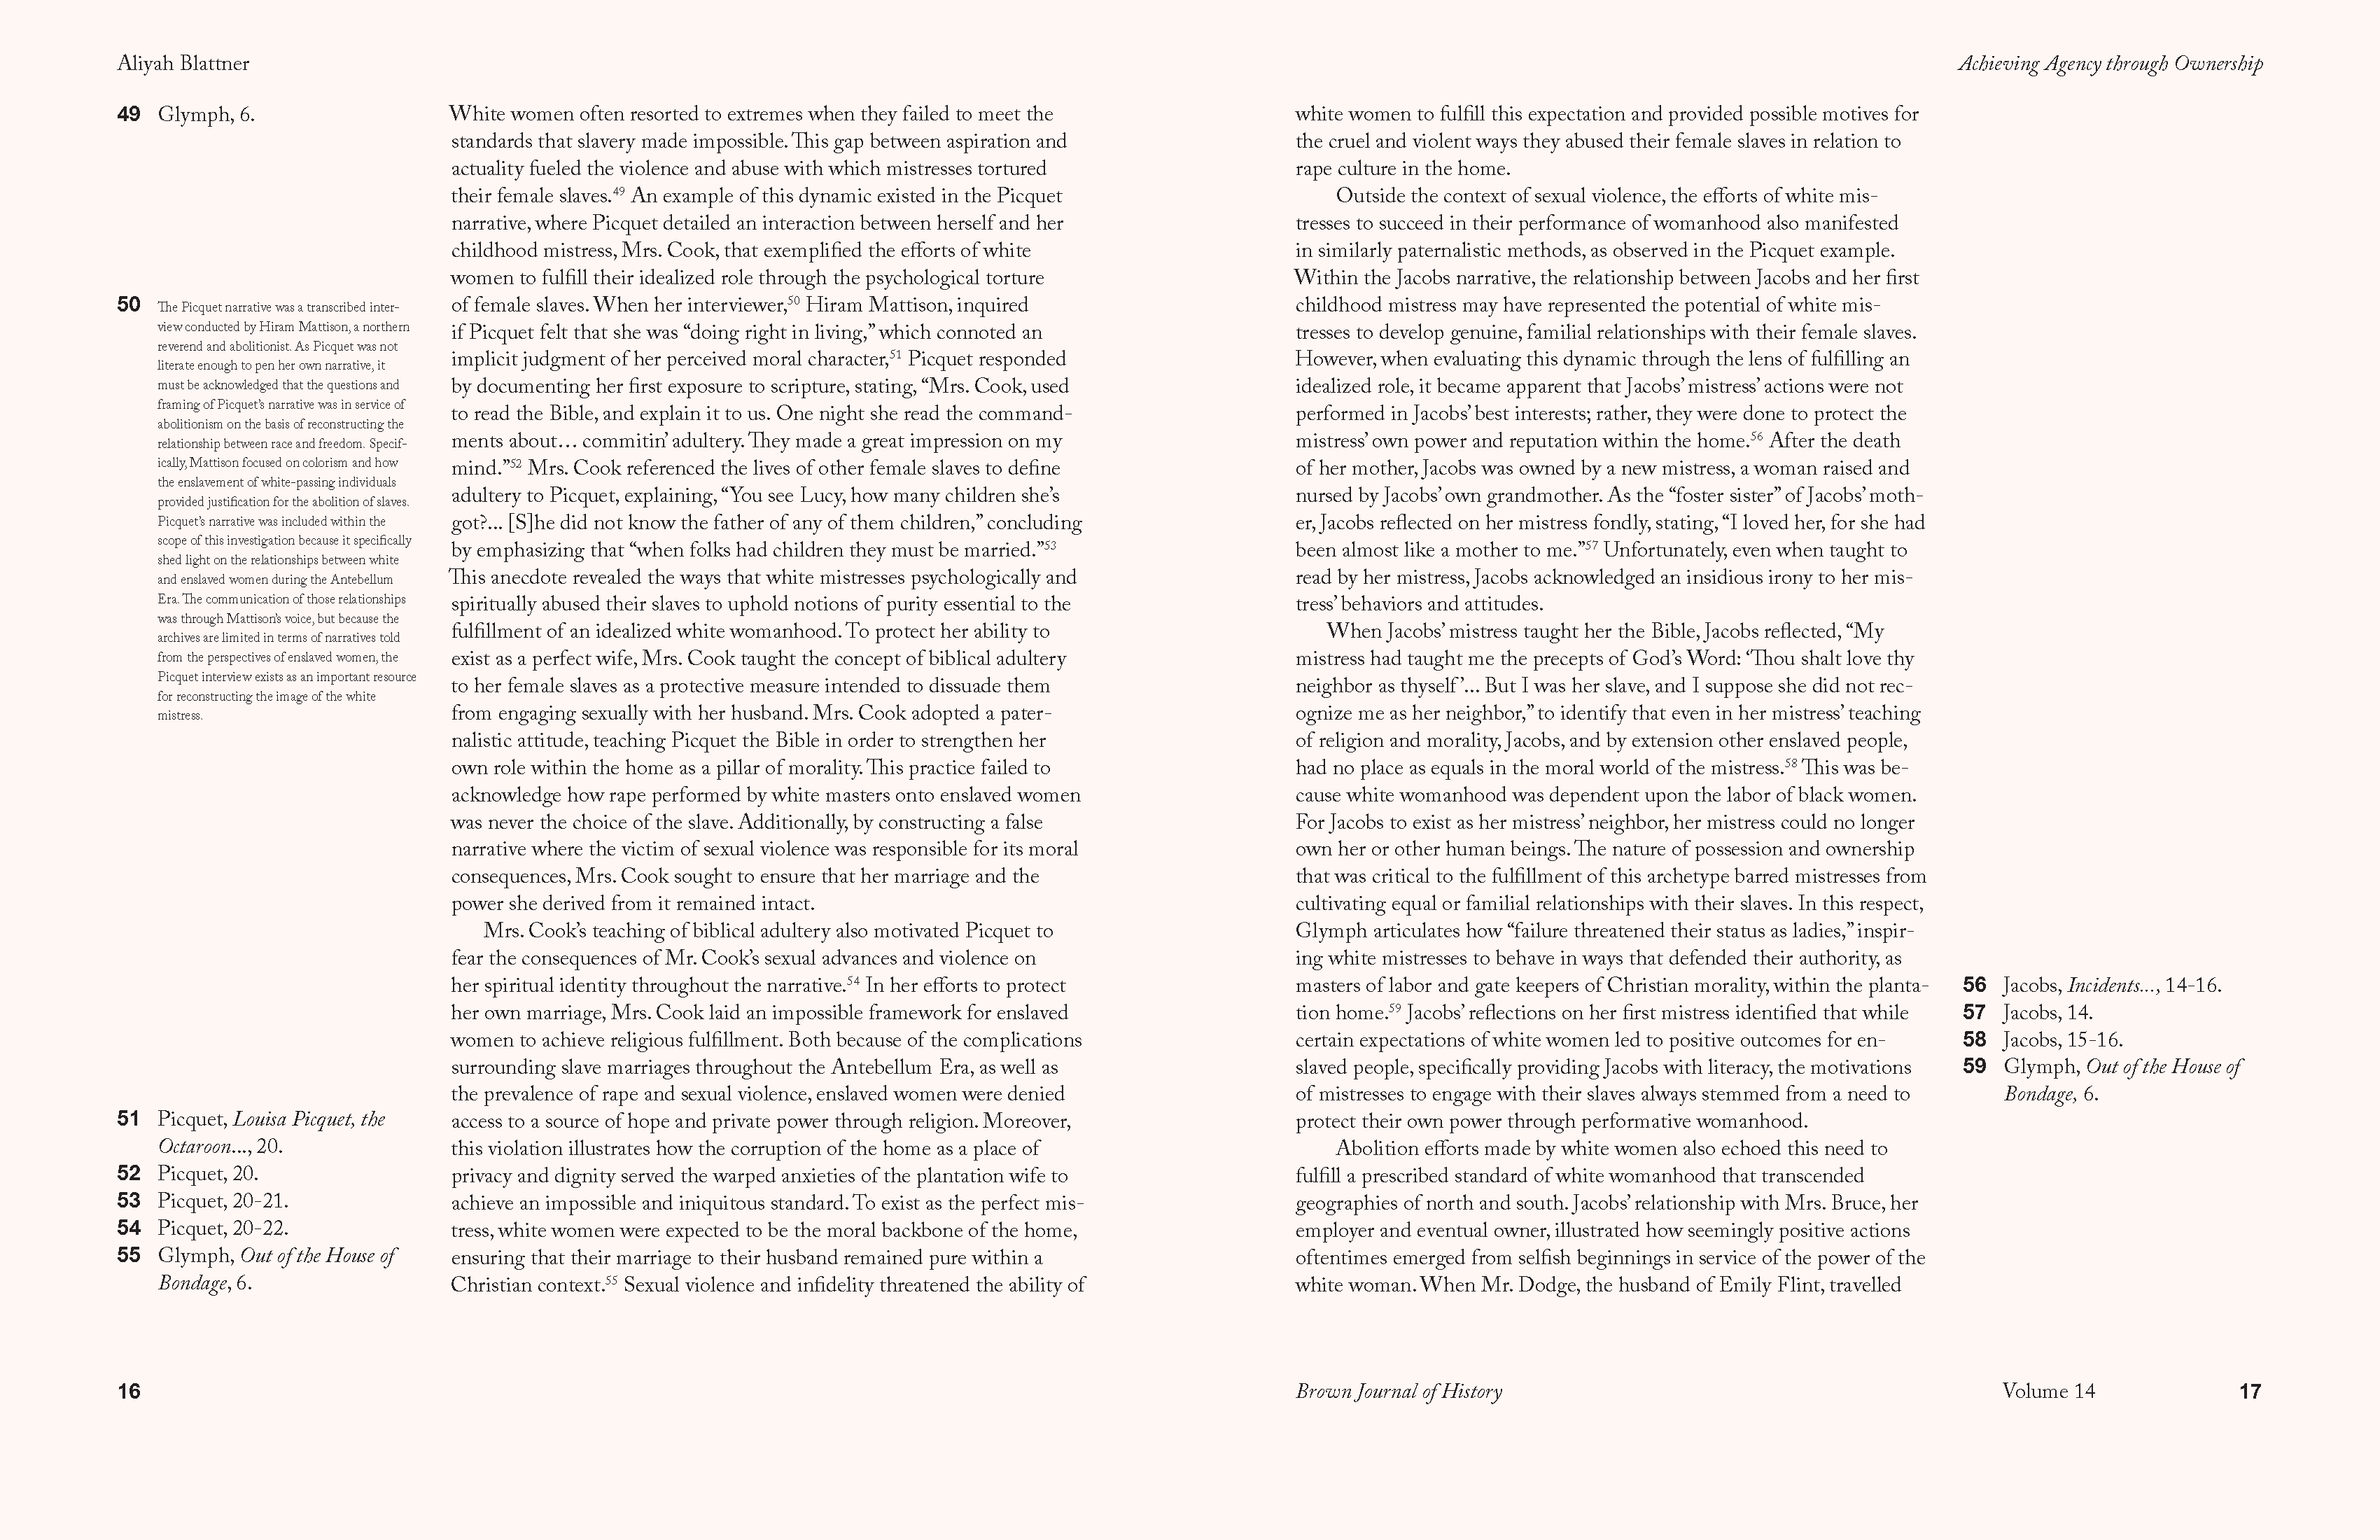 Aliyah Blattner
49 Glymph, 6.
50 The Picquet narrative was a transcribed inter-
view conducted by Hiram Mattison, a northern
reverend and abolitionist. As Picquet was not
literate enough to pen her own narrative, it
must be acknowledged that the questions and
framing of Picquet’s narrative was in service of
abolitionism on the basis of reconstructing the
relationship between race and freedom. Specif-
ically, Mattison focused on colorism and how
the enslavement of white-passing individuals
provided justification for the abolition of slaves.
Picquet’s narrative was included within the
scope of this investigation because it specifically
shed light on the relationships between white
and enslaved women during the Antebellum
Era. The communication of those relationships
was through Mattison’s voice, but because the
archives are limited in terms of narratives told
from the perspectives of enslaved women, the
Picquet interview exists as an important resource
for reconstructing the image of the white
mistress.
51 Picquet, Louisa Picquet, the
Octaroon..., 20.
52 Picquet, 20.
53 Picquet, 20-21.
54 Picquet, 20-22.
55 Glymph, Out of the House of
Bondage, 6.
White women often resorted to extremes when they failed to meet the
standards that slavery made impossible. This gap between aspiration and
actuality fueled the violence and abuse with which mistresses tortured
their female slaves.49 An example of this dynamic existed in the Picquet
narrative, where Picquet detailed an interaction between herself and her
childhood mistress, Mrs. Cook, that exemplified the efforts of white
women to fulfill their idealized role through the psychological torture
of female slaves. When her interviewer,50 Hiram Mattison, inquired
if Picquet felt that she was “doing right in living,” which connoted an
implicit judgment of her perceived moral character,51 Picquet responded
by documenting her first exposure to scripture, stating, “Mrs. Cook, used
to read the Bible, and explain it to us. One night she read the command-
ments about… commitin’ adultery. They made a great impression on my
mind.”52 Mrs. Cook referenced the lives of other female slaves to define
adultery to Picquet, explaining, “You see Lucy, how many children she’s
got?... [S]he did not know the father of any of them children,” concluding
by emphasizing that “when folks had children they must be married.”53
This anecdote revealed the ways that white mistresses psychologically and
spiritually abused their slaves to uphold notions of purity essential to the
fulfillment of an idealized white womanhood. To protect her ability to
exist as a perfect wife, Mrs. Cook taught the concept of biblical adultery
to her female slaves as a protective measure intended to dissuade them
from engaging sexually with her husband. Mrs. Cook adopted a pater-
nalistic attitude, teaching Picquet the Bible in order to strengthen her
own role within the home as a pillar of morality. This practice failed to
acknowledge how rape performed by white masters onto enslaved women
was never the choice of the slave. Additionally, by constructing a false
narrative where the victim of sexual violence was responsible for its moral
consequences, Mrs. Cook sought to ensure that her marriage and the
power she derived from it remained intact.
Mrs. Cook’s teaching of biblical adultery also motivated Picquet to
fear the consequences of Mr. Cook’s sexual advances and violence on
her spiritual identity throughout the narrative.54 In her efforts to protect
her own marriage, Mrs. Cook laid an impossible framework for enslaved
women to achieve religious fulfillment. Both because of the complications
surrounding slave marriages throughout the Antebellum Era, as well as
the prevalence of rape and sexual violence, enslaved women were denied
access to a source of hope and private power through religion. Moreover,
this violation illustrates how the corruption of the home as a place of
privacy and dignity served the warped anxieties of the plantation wife to
achieve an impossible and iniquitous standard. To exist as the perfect mis-
tress, white women were expected to be the moral backbone of the home,
ensuring that their marriage to their husband remained pure within a
Christian context.55 Sexual violence and infidelity threatened the ability of
16
Achieving Agency through Ownership
white women to fulfill this expectation and provided possible motives for
the cruel and violent ways they abused their female slaves in relation to
rape culture in the home.
Outside the context of sexual violence, the efforts of white mis-
tresses to succeed in their performance of womanhood also manifested
in similarly paternalistic methods, as observed in the Picquet example.
Within the Jacobs narrative, the relationship between Jacobs and her first
childhood mistress may have represented the potential of white mis-
tresses to develop genuine, familial relationships with their female slaves.
However, when evaluating this dynamic through the lens of fulfilling an
idealized role, it became apparent that Jacobs’ mistress’ actions were not
performed in Jacobs’ best interests; rather, they were done to protect the
mistress’ own power and reputation within the home.56 After the death
of her mother, Jacobs was owned by a new mistress, a woman raised and
nursed by Jacobs’ own grandmother. As the “foster sister” of Jacobs’ moth-
er, Jacobs reflected on her mistress fondly, stating, “I loved her, for she had
been almost like a mother to me.”57 Unfortunately, even when taught to
read by her mistress, Jacobs acknowledged an insidious irony to her mis-
tress’ behaviors and attitudes.
When Jacobs’ mistress taught her the Bible, Jacobs reflected, “My
mistress had taught me the precepts of God’s Word: ‘Thou shalt love thy
neighbor as thyself’... But I was her slave, and I suppose she did not rec-
ognize me as her neighbor,” to identify that even in her mistress’ teaching
of religion and morality, Jacobs, and by extension other enslaved people,
had no place as equals in the moral world of the mistress.58 This was be-
cause white womanhood was dependent upon the labor of black women.
For Jacobs to exist as her mistress’ neighbor, her mistress could no longer
own her or other human beings. The nature of possession and ownership
that was critical to the fulfillment of this archetype barred mistresses from
cultivating equal or familial relationships with their slaves. In this respect,
Glymph articulates how “failure threatened their status as ladies,” inspir-
ing white mistresses to behave in ways that defended their authority, as
masters of labor and gate keepers of Christian morality, within the planta-
tion home.59 Jacobs’ reflections on her first mistress identified that while
certain expectations of white women led to positive outcomes for en-
slaved people, specifically providing Jacobs with literacy, the motivations
of mistresses to engage with their slaves always stemmed from a need to
protect their own power through performative womanhood.
Abolition efforts made by white women also echoed this need to
fulfill a prescribed standard of white womanhood that transcended
geographies of north and south. Jacobs’ relationship with Mrs. Bruce, her
employer and eventual owner, illustrated how seemingly positive actions
oftentimes emerged from selfish beginnings in service of the power of the
white woman. When Mr. Dodge, the husband of Emily Flint, travelled
56 Jacobs, Incidents..., 14-16.
57 Jacobs, 14.
58 Jacobs, 15-16.
59 Glymph, Out of the House of
Bondage, 6.
Brown Journal of History
Volume 14
17